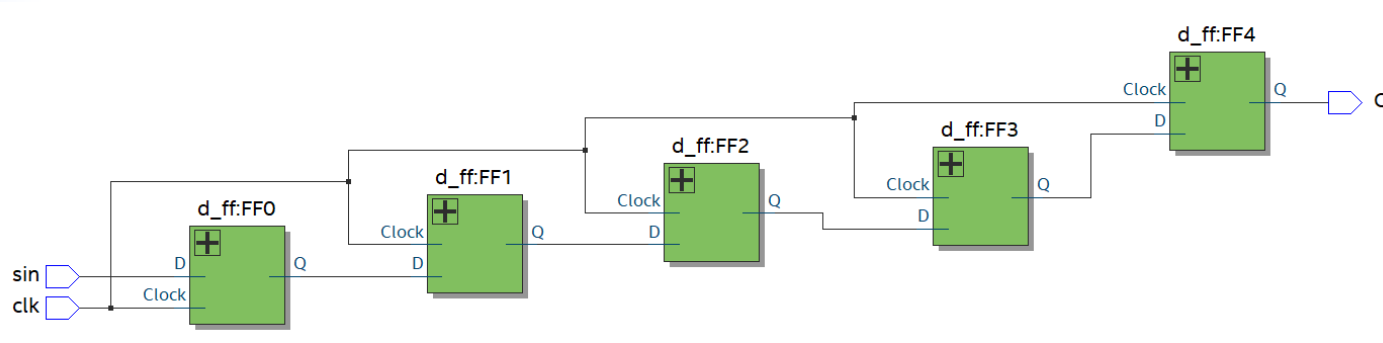 d_ff:FF4
Clock
Q
D
d_ff:FF3
Clock
Q
D
d_ff:FF2
Clock
Q
D
d_ff:FF1
Clock
Q
D
d_ff:FF0
sin
D
Q
clk
Clock